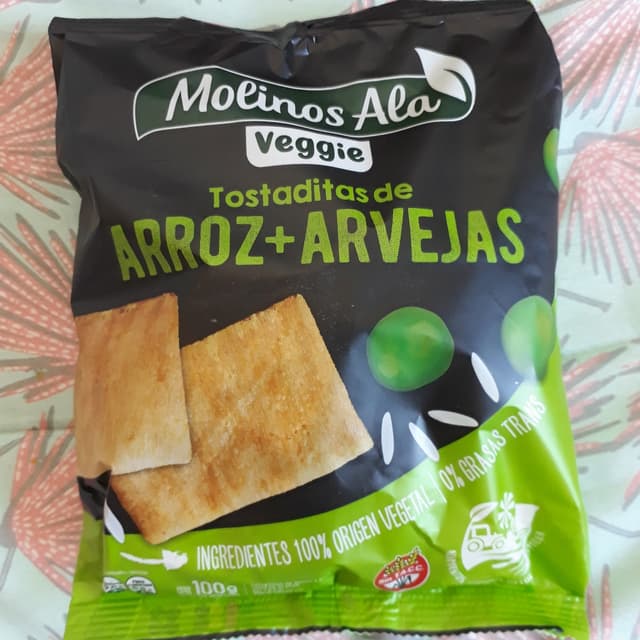 Molinos Ala
Veggie
Tostaditas de
ARROZ+ARVEJAS
INGREDIENTES 100% ORIGEN VEGETAL | 0% GRASAS TRANS
100g